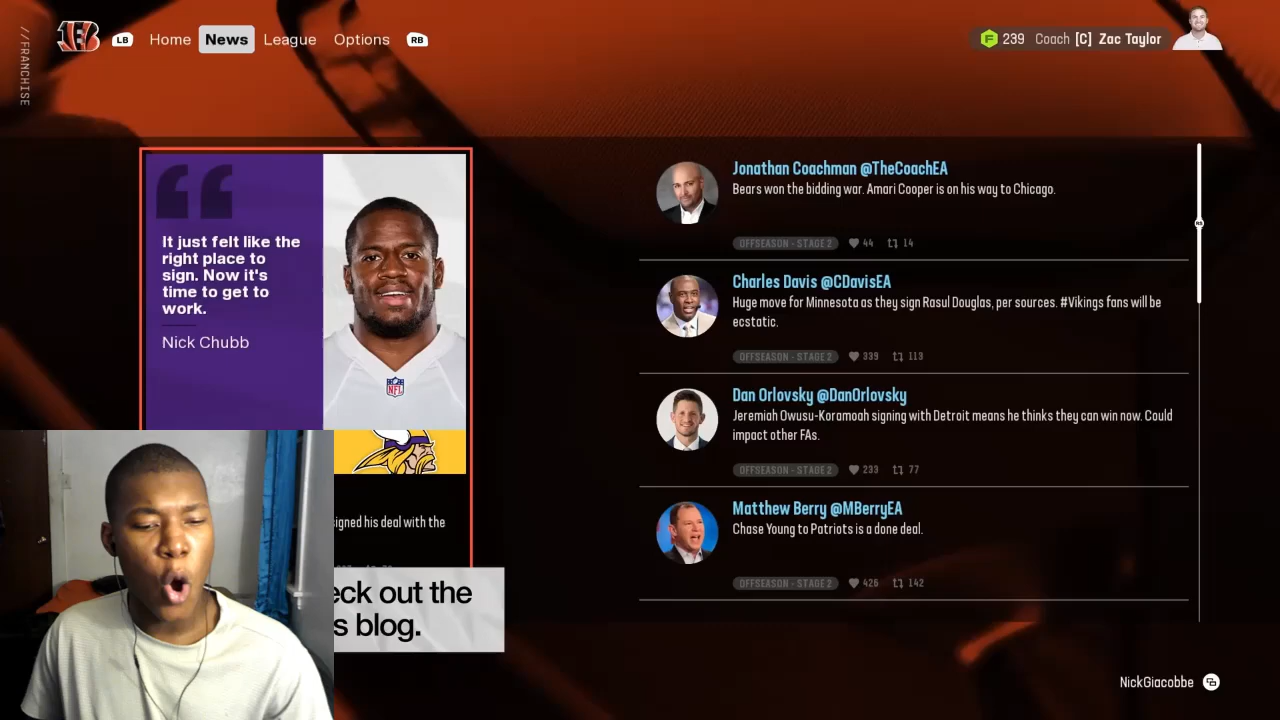 //FRANCHISE
LB
Home
News
League
Options
RB
239
Coach [C] Zac Taylor
It just felt like the
right place to
sign. Now it's
time to get to
work.
Nick Chubb
NFL
signed his deal with the
eck out the
s blog.
Jonathan Coachman @TheCoachEA
Bears won the bidding war. Amari Cooper is on his way to Chicago.
OFFSEASON - STAGE 2
44
14
Charles Davis @CDavisEA
Huge move for Minnesota as they sign Rasul Douglas, per sources. #Vikings fans will be
ecstatic.
OFFSEASON - STAGE 2
339
113
Dan Orlovsky @DanOrlovsky
Jeremiah Owusu-Koramoah signing with Detroit means he thinks they can win now. Could
impact other FAs.
OFFSEASON - STAGE 2
233
77
Matthew Berry @MBerryEA
Chase Young to Patriots is a done deal.
OFFSEASON - STAGE 2
426
142
NickGiacobbe